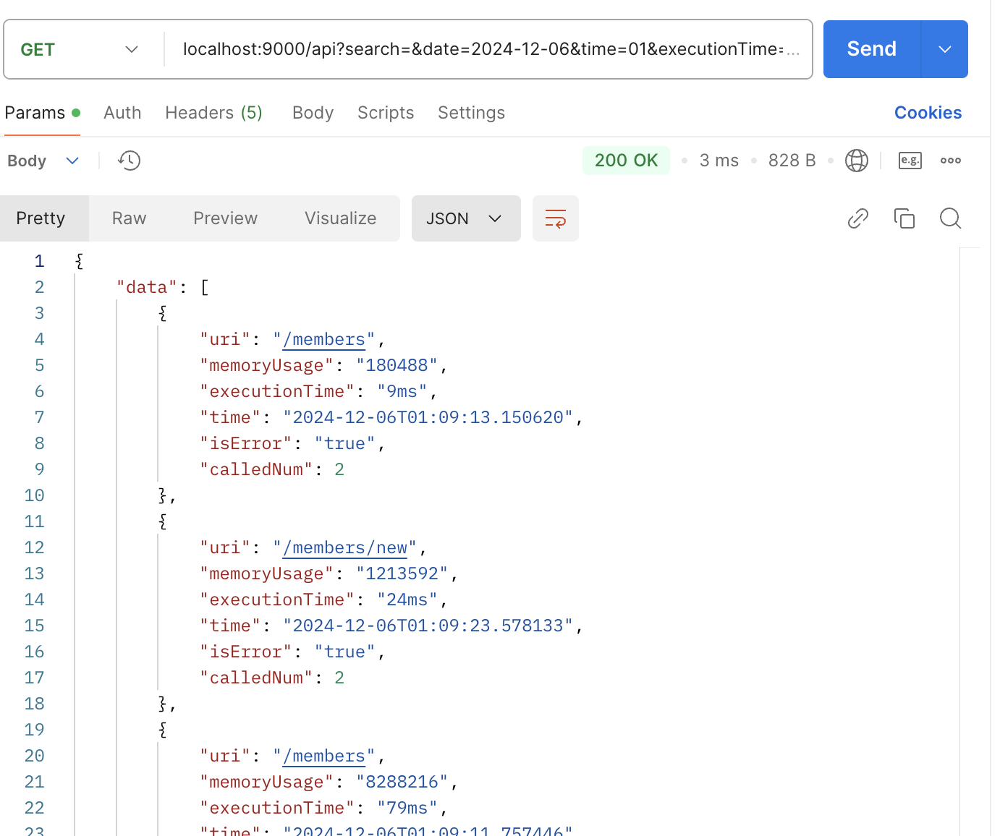 GET localhost:9000/api?search=&date=2024-12-06&time=01&executionTime=... Send
Params Auth Headers (5) Body Scripts Settings Cookies
Body 200 OK 3 ms 828 B e.g.
Pretty Raw Preview Visualize JSON
1 {
2 "data": [
3 {
4 "uri": "/members",
5 "memoryUsage": "180488",
6 "executionTime": "9ms",
7 "time": "2024-12-06T01:09:13.150620",
8 "isError": "true",
9 "calledNum": 2
10 },
11 {
12 "uri": "/members/new",
13 "memoryUsage": "1213592",
14 "executionTime": "24ms",
15 "time": "2024-12-06T01:09:23.578133",
16 "isError": "true",
17 "calledNum": 2
18 },
19 {
20 "uri": "/members",
21 "memoryUsage": "8288216",
22 "executionTime": "79ms",
23 "time": "2024-12-06T01:09:11.757446"